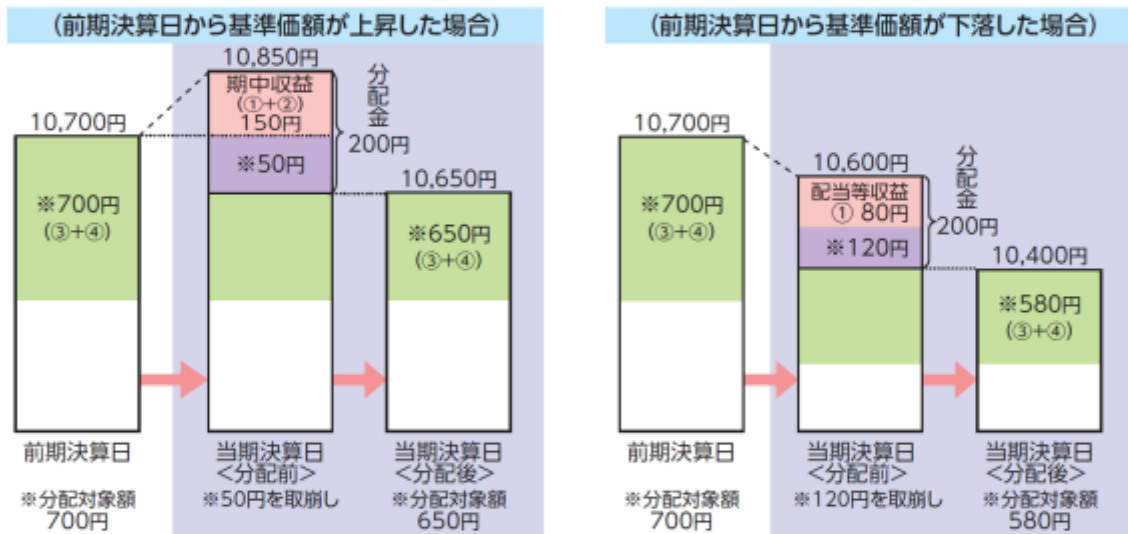 (前期決算日から基準価額が上昇した場合)
10,850円
期中収益
(①+②)
150円
分配金
200円
10,700円
※50円
10,650円
※700円
(③+④)
※650円
(③+④)
前期決算日
当期決算日
<分配前>
当期決算日
<分配後>
※分配対象額
700円
※50円を取崩し
※分配対象額
650円
(前期決算日から基準価額が下落した場合)
10,700円
10,600円
分配金
200円
配当等収益
① 80円
※120円
※700円
(③+④)
10,400円
※580円
(③+④)
前期決算日
当期決算日
<分配前>
当期決算日
<分配後>
※分配対象額
700円
※120円を取崩し
※分配対象額
580円